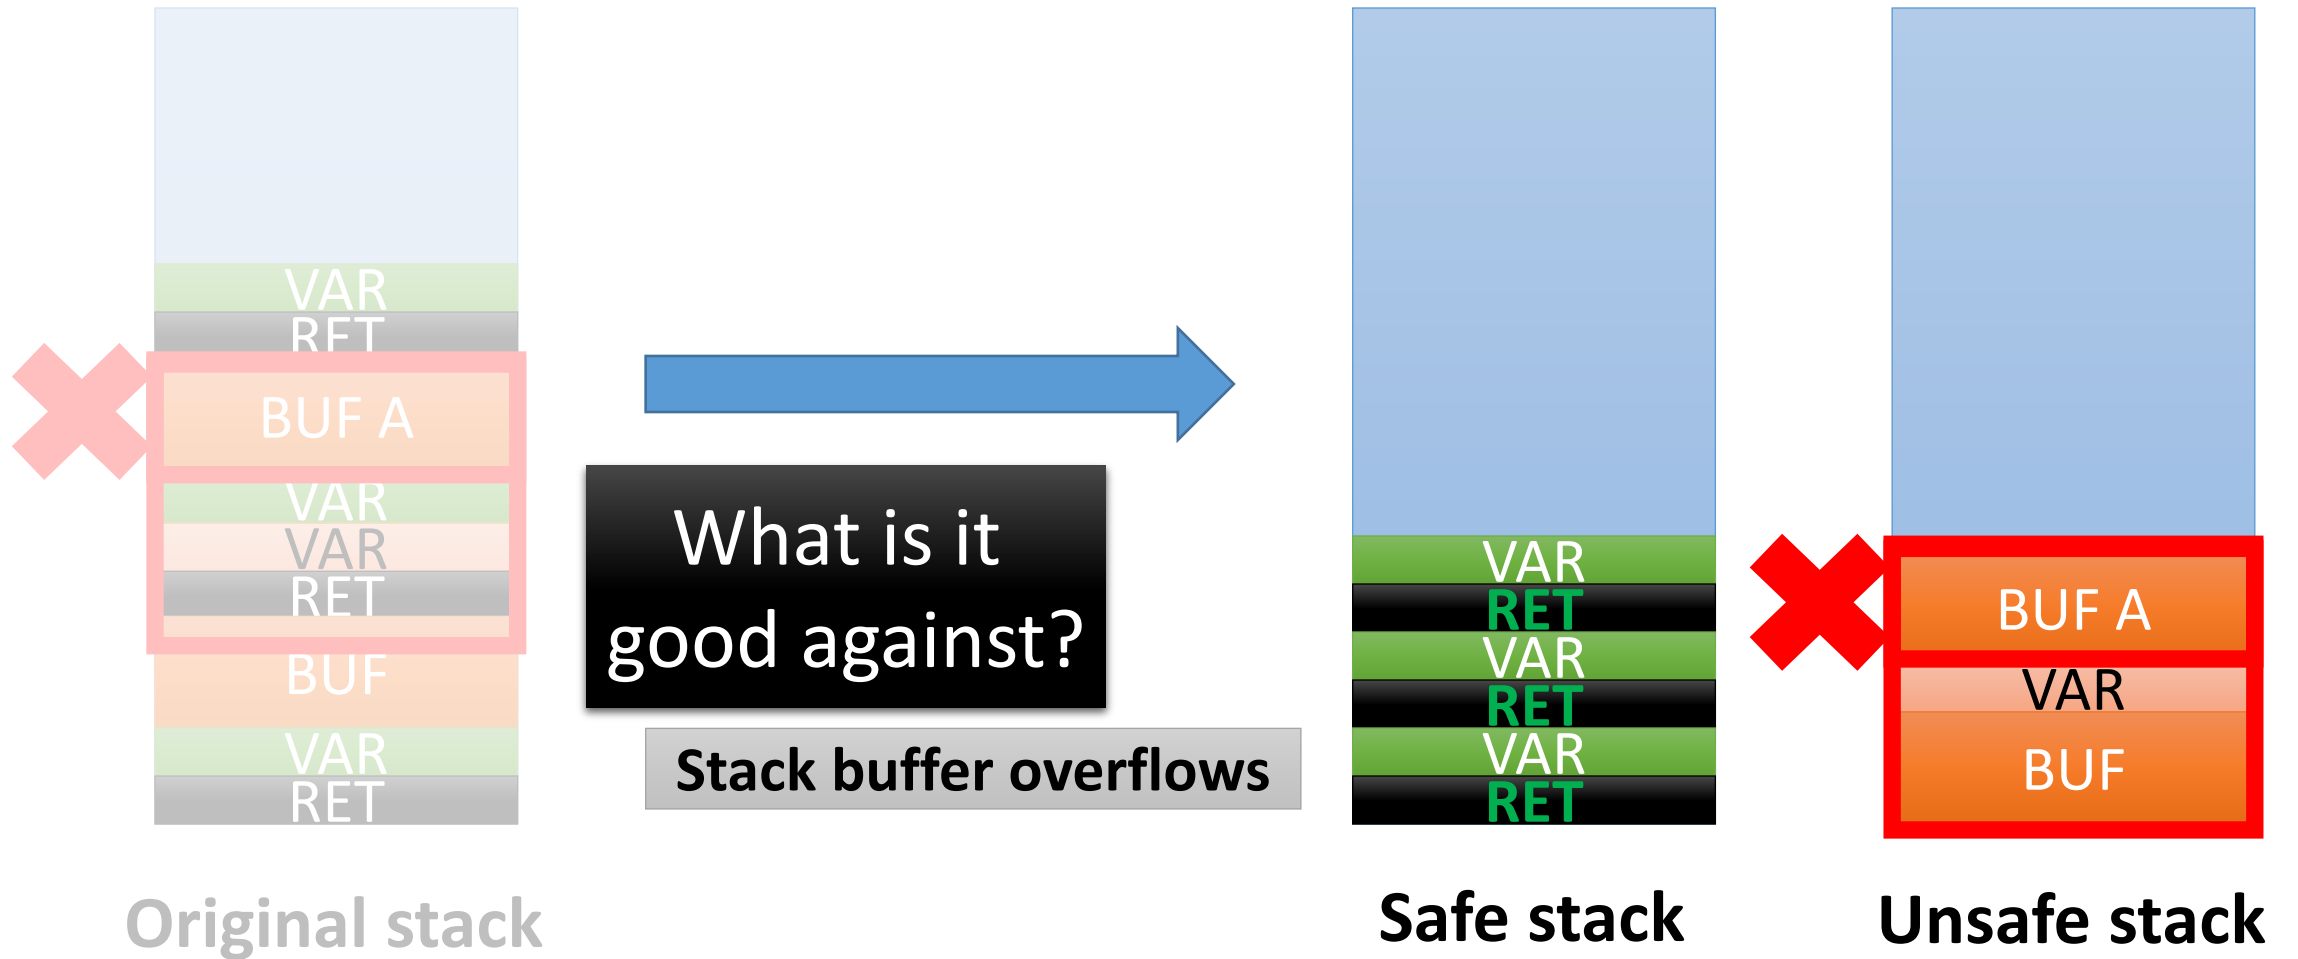 VAR
RET
BUF A
VAR
VAR
RET
BUF
VAR
RET
Original stack
What is it
good against?
Stack buffer overflows
VAR
RET
VAR
RET
VAR
RET
Safe stack
BUF A
VAR
BUF
Unsafe stack